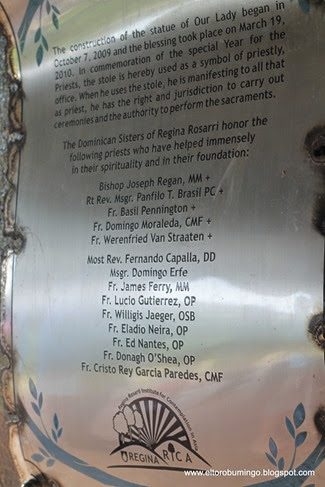 The construction of the statue of Our Lady began in
October 7, 2009 and the blessing took place on March 19,
2010. In commemoration of the special Year for the
Priests, the stole is hereby used as a symbol of priestly,
office. When he uses the stole, he is manifesting to all that
as priest, he has the right and jurisdiction to carry out
ceremonies and the authority to perform the sacraments.
The Dominican Sisters of Regina Rosarri honor the
following priests who have helped immensely
in their spirituality and in their foundation:
Bishop Joseph Regan, MM +
Rt Rev. Msgr. Panfilo T. Brasil PC +
Fr. Basil Pennington +
Fr. Domingo Moraleda, CMF +
Fr. Werenfried Van Straaten +
Most Rev. Fernando Capalla, DD
Msgr. Domingo Erfe
Fr. James Ferry, MM
Fr. Lucio Gutierrez, OP
Fr. Willigis Jaeger, OSB
Fr. Eladio Neira, OP
Fr. Ed Nantes, OP
Fr. Donagh O'Shea, OP
Fr. Cristo Rey Garcia Paredes, CMF
Regina Rosarii Institute for Contemplation in Asia
REGINA RICA
www.eltorobumingo.blogspot.com